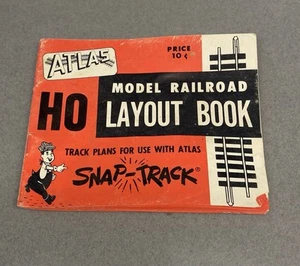 ATLAS
PRICE
10 ¢
MODEL RAILROAD
HO LAYOUT BOOK
TRACK PLANS FOR USE WITH ATLAS
SNAP-TRACK®